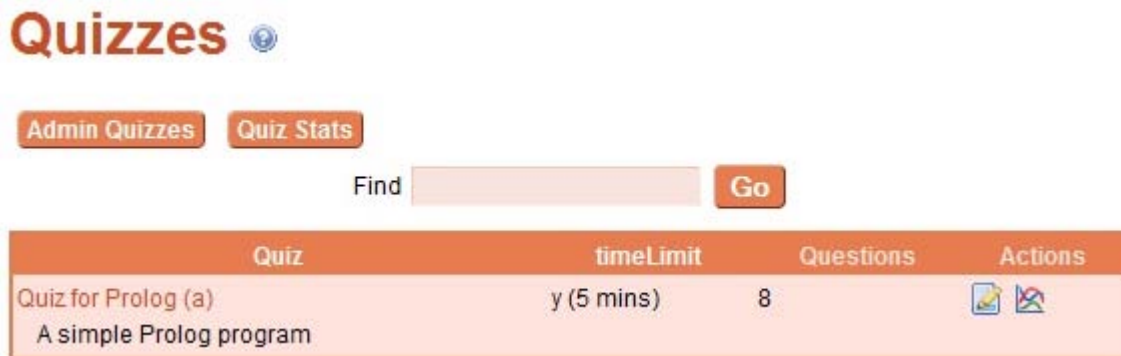 Quizzes
Admin Quizzes Quiz Stats
Find Go
Quiz timeLimit Questions Actions
Quiz for Prolog (a) y (5 mins) 8
A simple Prolog program